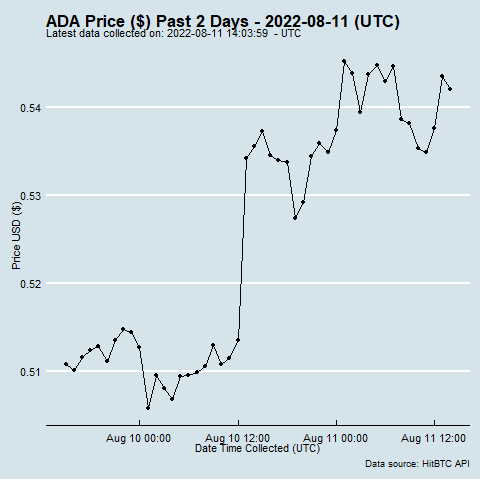 ADA Price ($) Past 2 Days - 2022-08-11 (UTC)
Latest data collected on: 2022-08-11 14:03:59 - UTC
0.54
0.53
0.52
0.51
Price USD ($)
Aug 10 00:00 Aug 10 12:00 Aug 11 00:00 Aug 11 12:00
Date Time Collected (UTC)
Data source: HitBTC API